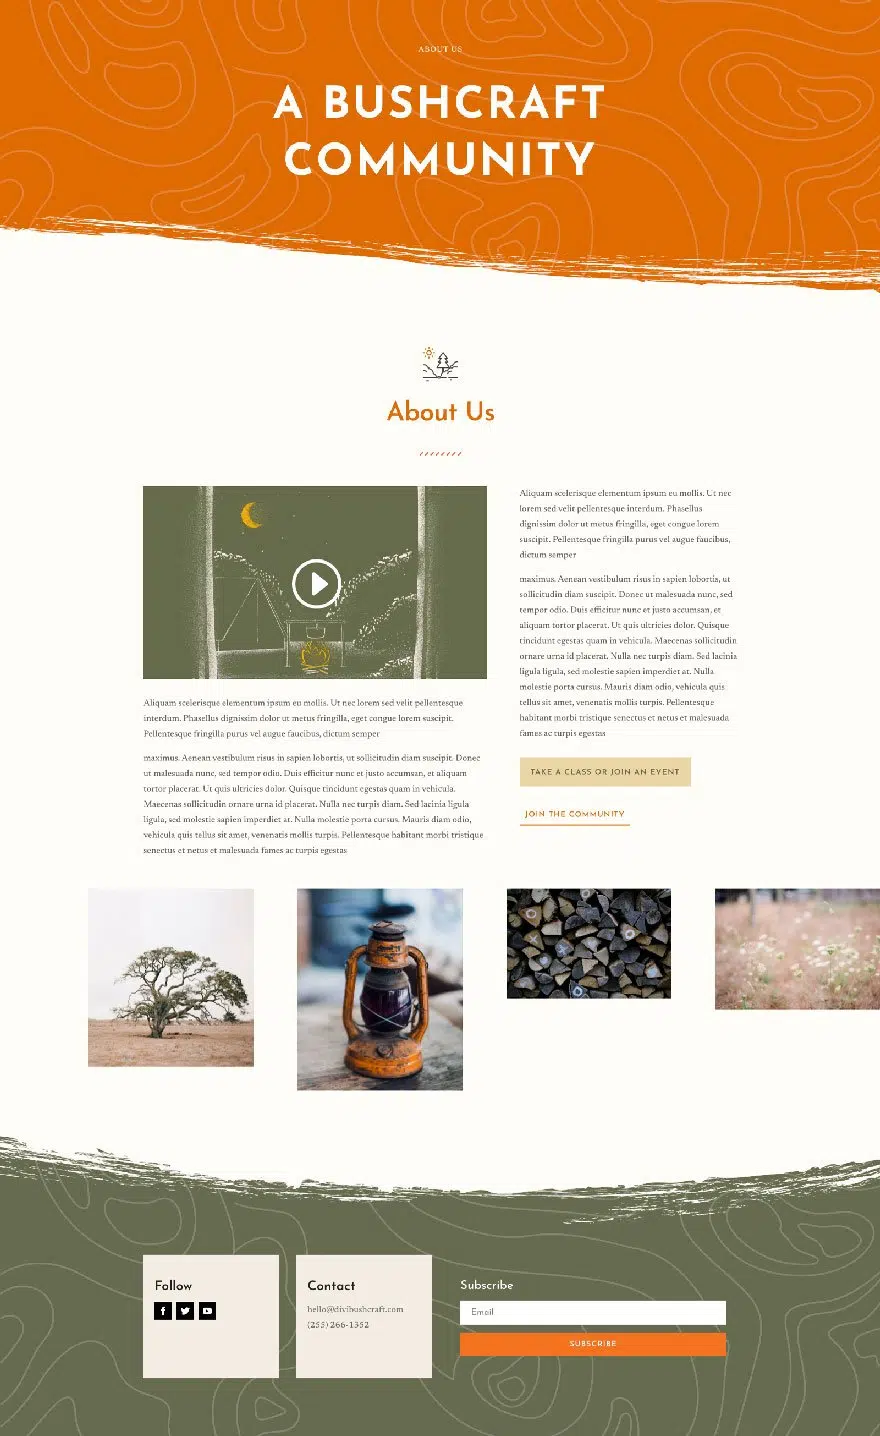 ABOUT US
A BUSHCRAFT
COMMUNITY
About Us
Aliquam scelerisque elementum ipsum eu mollis. Ut nec lorem sed velit pellentesque
interdum. Phasellus dignissim dolor ut metus fringilla, eget congue lorem suscipit.
Pellentesque fringilla purus vel augue faucibus, dictum semper
maximus. Aenean vestibulum risus in sapien lobortis, ut sollicitudin diam suscipit. Donec
ut malesuada nunc, sed tempor odio. Duis efficitur nunc et justo accumsan, et aliquam
tortor placerat. Ut quis ultricies dolor. Quisque tincidunt egestas quam in vehicula.
Maecenas sollicitudin ornare urna id placerat. Nulla nec turpis diam. Sed lacinia ligula
ligula, sed molestie sapien imperdiet at. Nulla molestie porta cursus. Mauris diam odio,
vehicula quis tellus sit amet, venenatis mollis turpis. Pellentesque habitant morbi tristique
senectus et netus et malesuada fames ac turpis egestas
Aliquam scelerisque elementum ipsum eu mollis. Ut nec
lorem sed velit pellentesque interdum. Phasellus
dignissim dolor ut metus fringilla, eget congue lorem
suscipit. Pellentesque fringilla purus vel augue faucibus,
dictum semper
maximus. Aenean vestibulum risus in sapien lobortis, ut
sollicitudin diam suscipit. Donec ut malesuada nunc, sed
tempor odio. Duis efficitur nunc et justo accumsan, et
aliquam tortor placerat. Ut quis ultricies dolor. Quisque
tincidunt egestas quam in vehicula. Maecenas sollicitudin
ornare urna id placerat. Nulla nec turpis diam. Sed lacinia
ligula ligula, sed molestie sapien imperdiet at. Nulla
molestie porta cursus. Mauris diam odio, vehicula quis
tellus sit amet, venenatis mollis turpis. Pellentesque
habitant morbi tristique senectus et netus et malesuada
fames ac turpis egestas
TAKE A CLASS OR JOIN AN EVENT
JOIN THE COMMUNITY
Follow
Contact
hello@divibushcraft.com
(255) 266-1352
Subscribe
Email
SUBSCRIBE